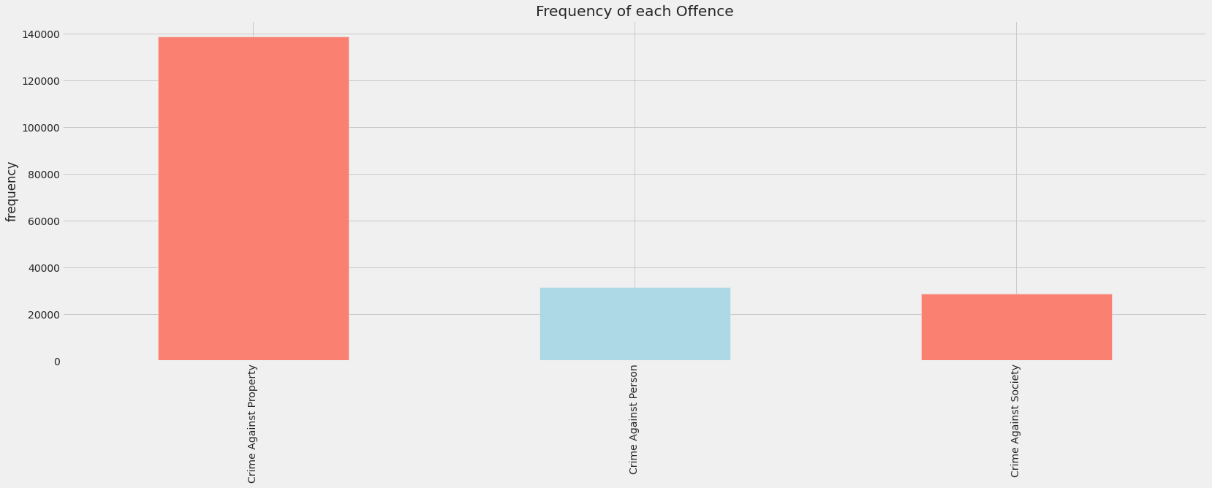 Frequency of each Offence
frequency
140000
120000
100000
80000
60000
40000
20000
0
Crime Against Property
Crime Against Person
Crime Against Society